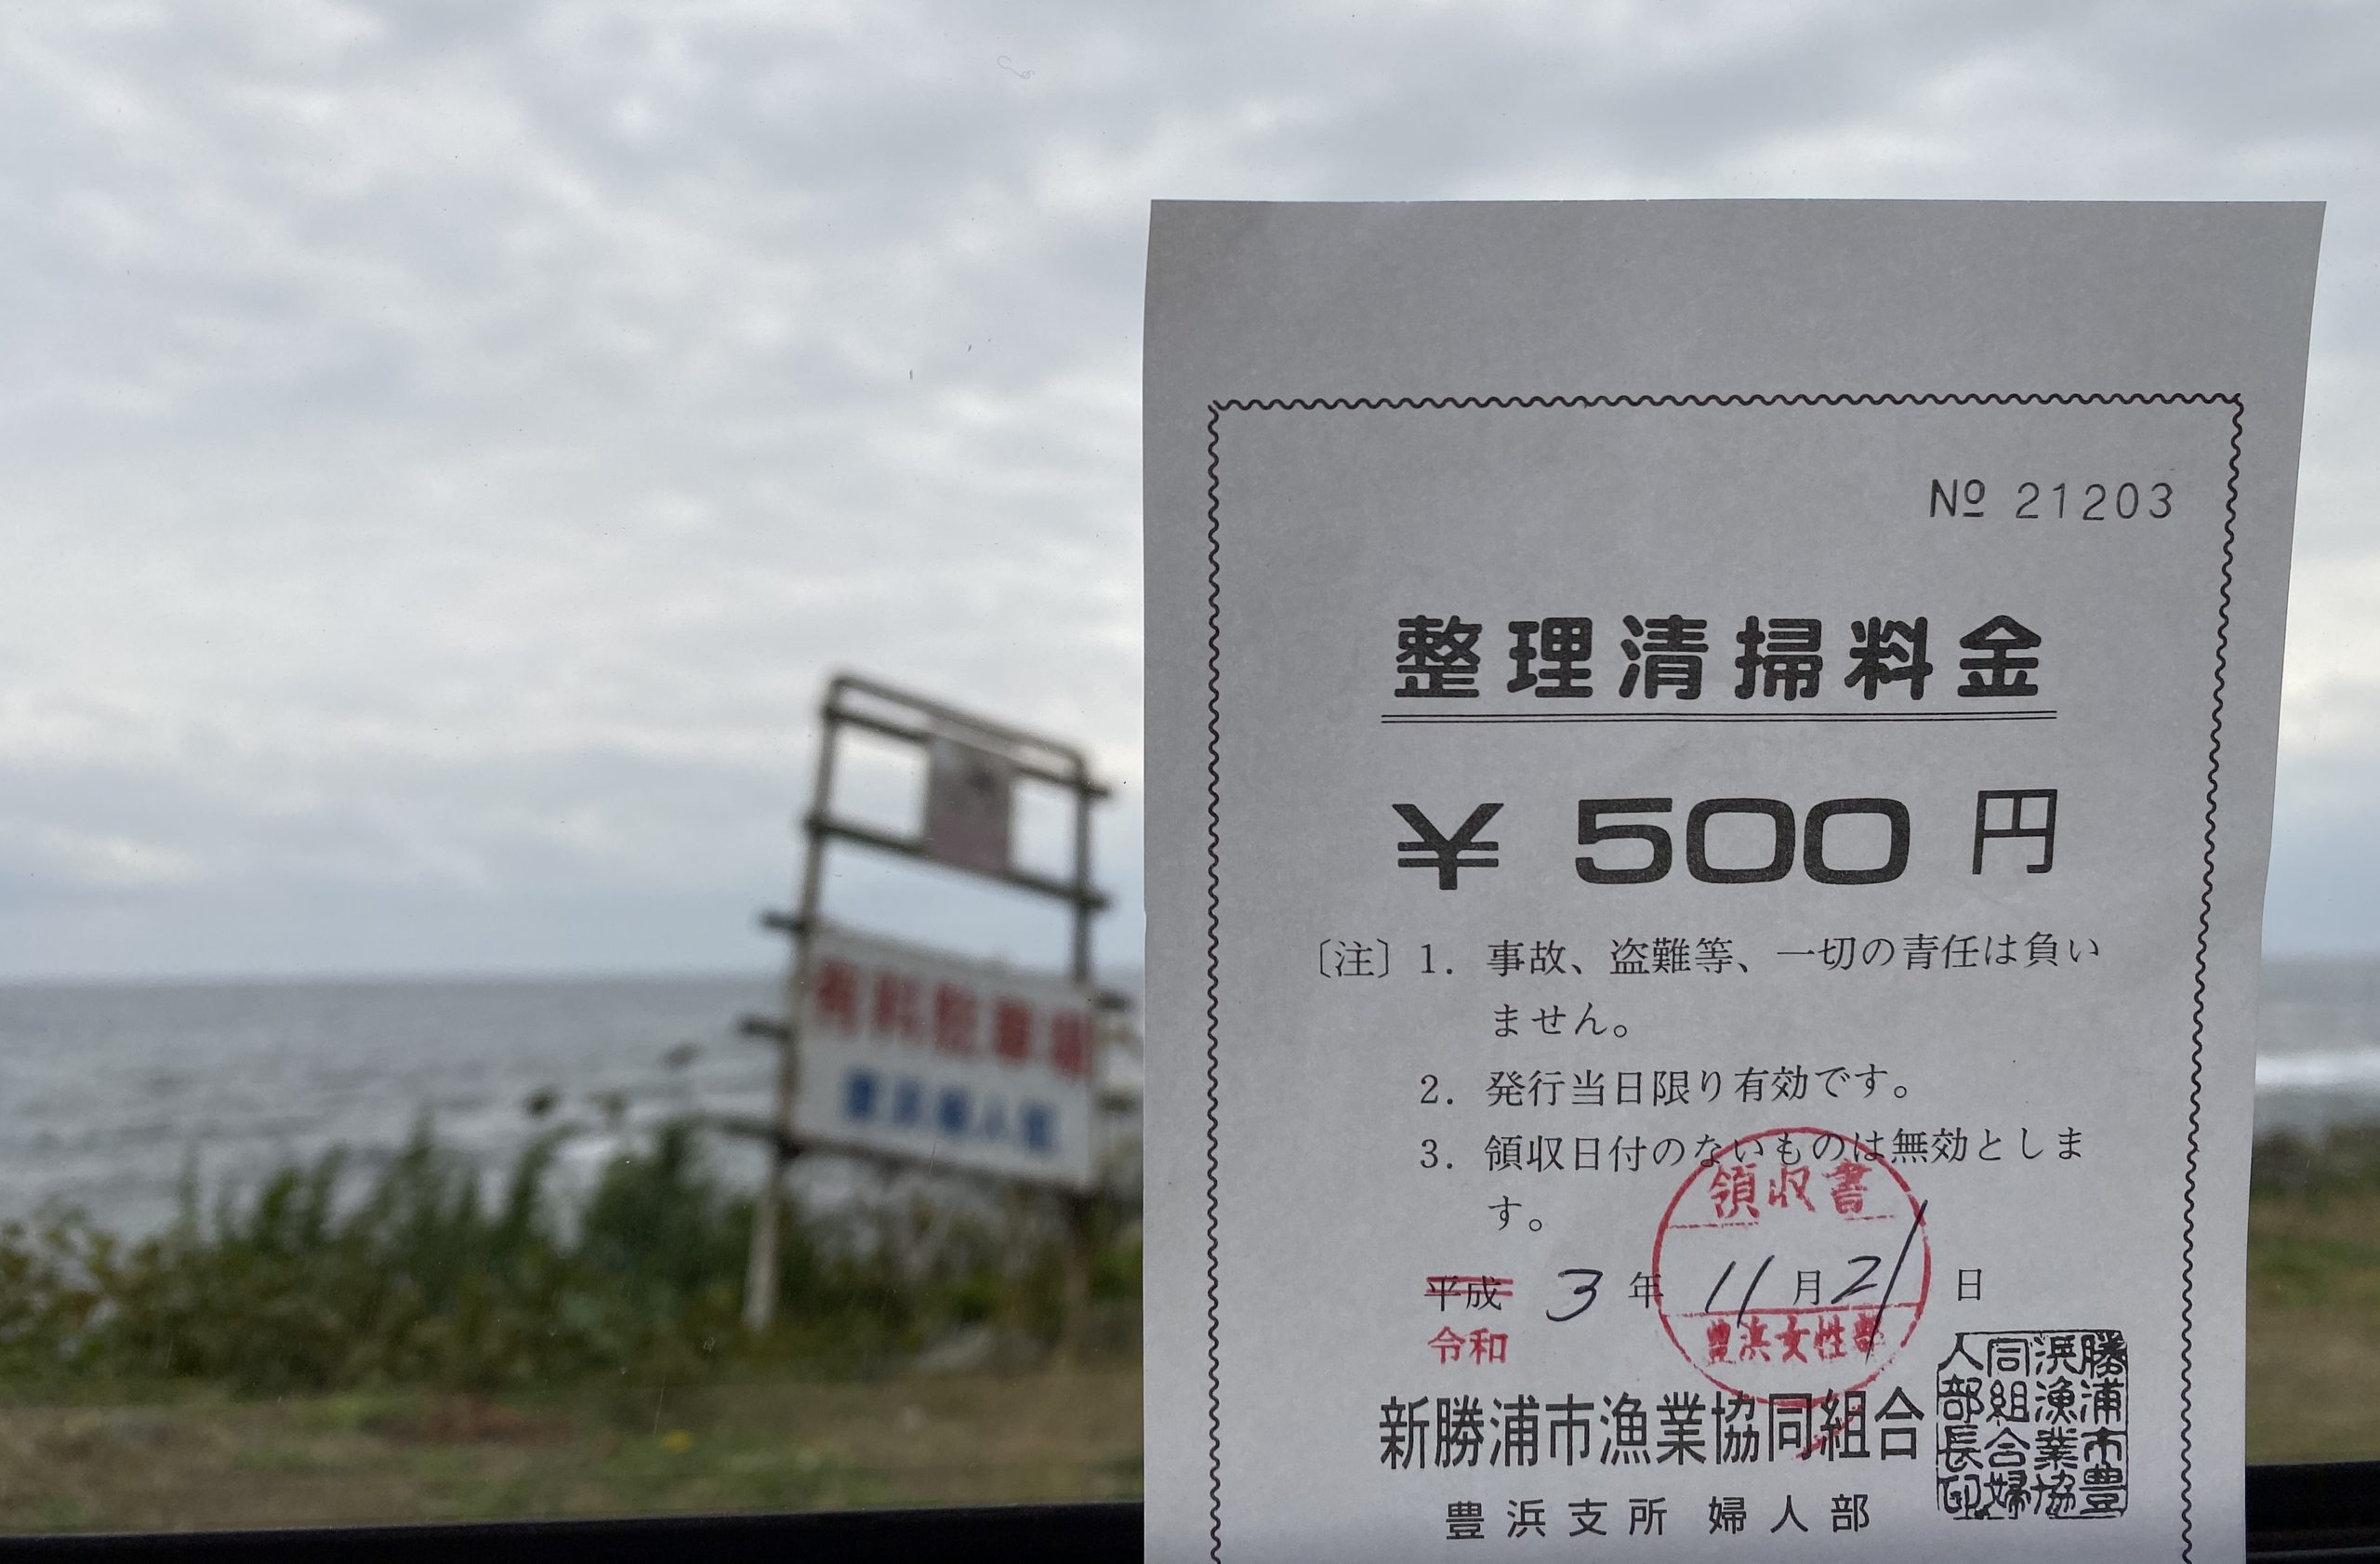 有料駐車場
豊浜婦人部
№ 21203
整理清掃料金
¥ 500 円
〔注〕1. 事故、盗難等、一切の責任は負い
ません。
2. 発行当日限り有効です。
3. 領収日付のないものは無効としま
す。
領収書
平成 3 年 11 月 21 日
令和
豊浜女性部
新勝浦市漁業協同組合
豊浜支所 婦人部
勝浦市豊
浜漁業協
同組合婦
人部長印